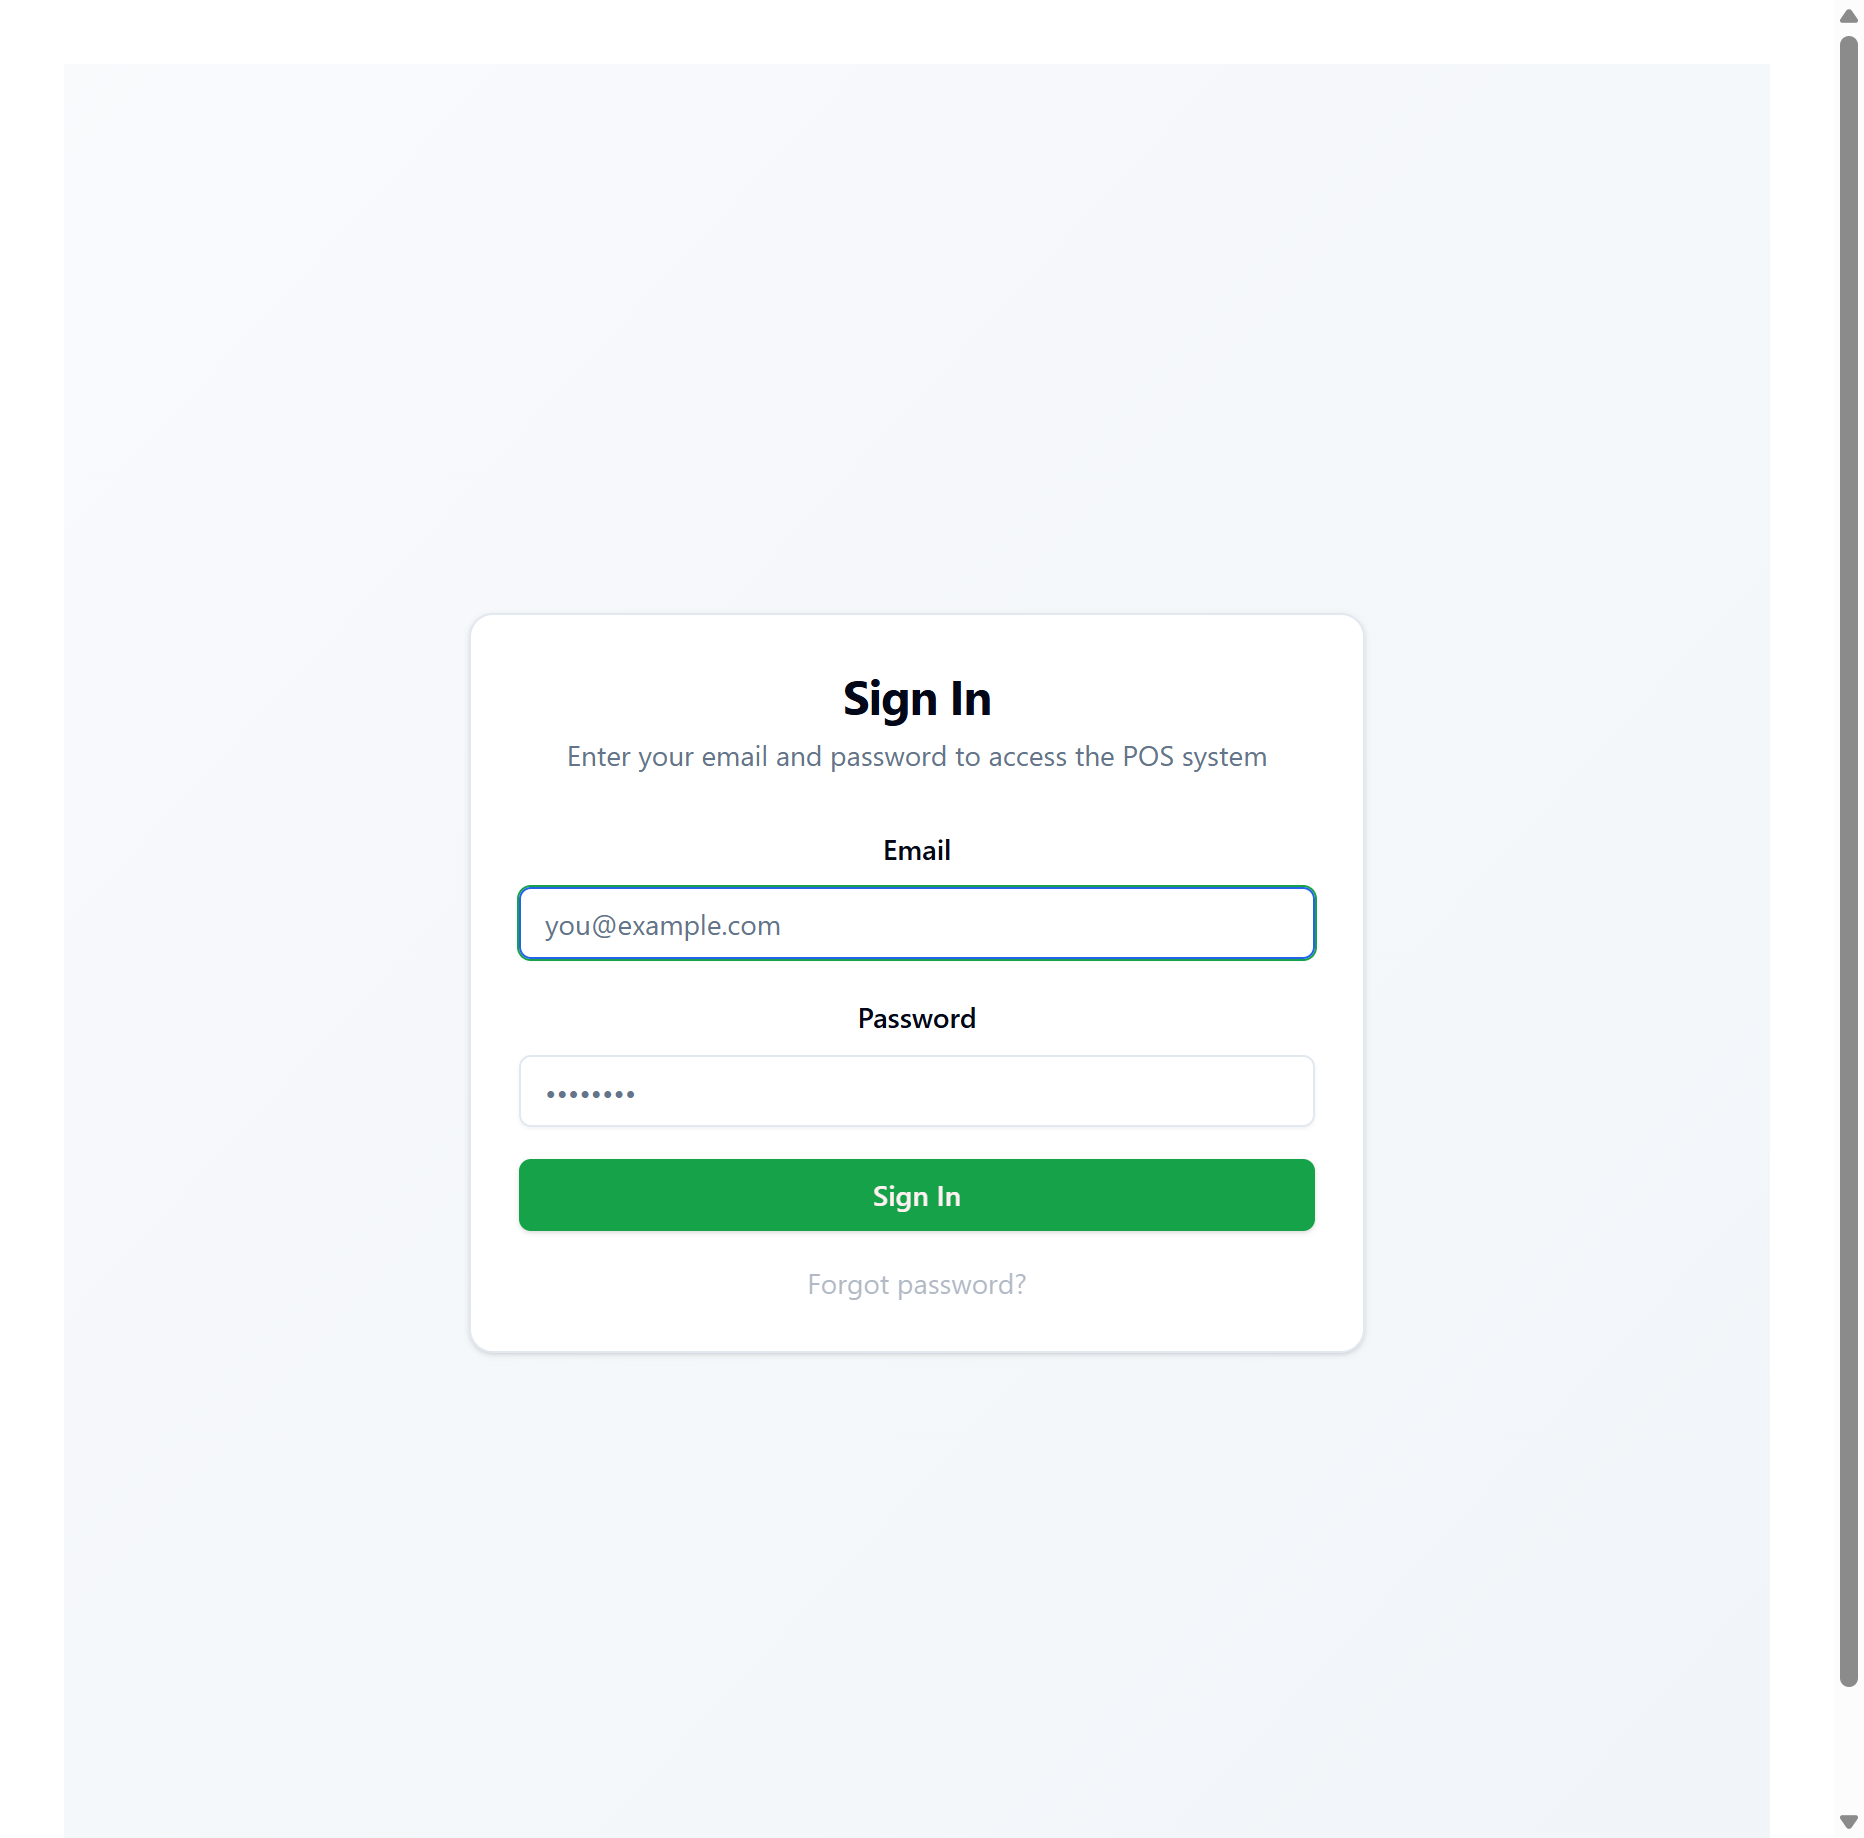 Sign In
Enter your email and password to access the POS system
Email
you@example.com
Password
••••••••
Sign In
Forgot password?